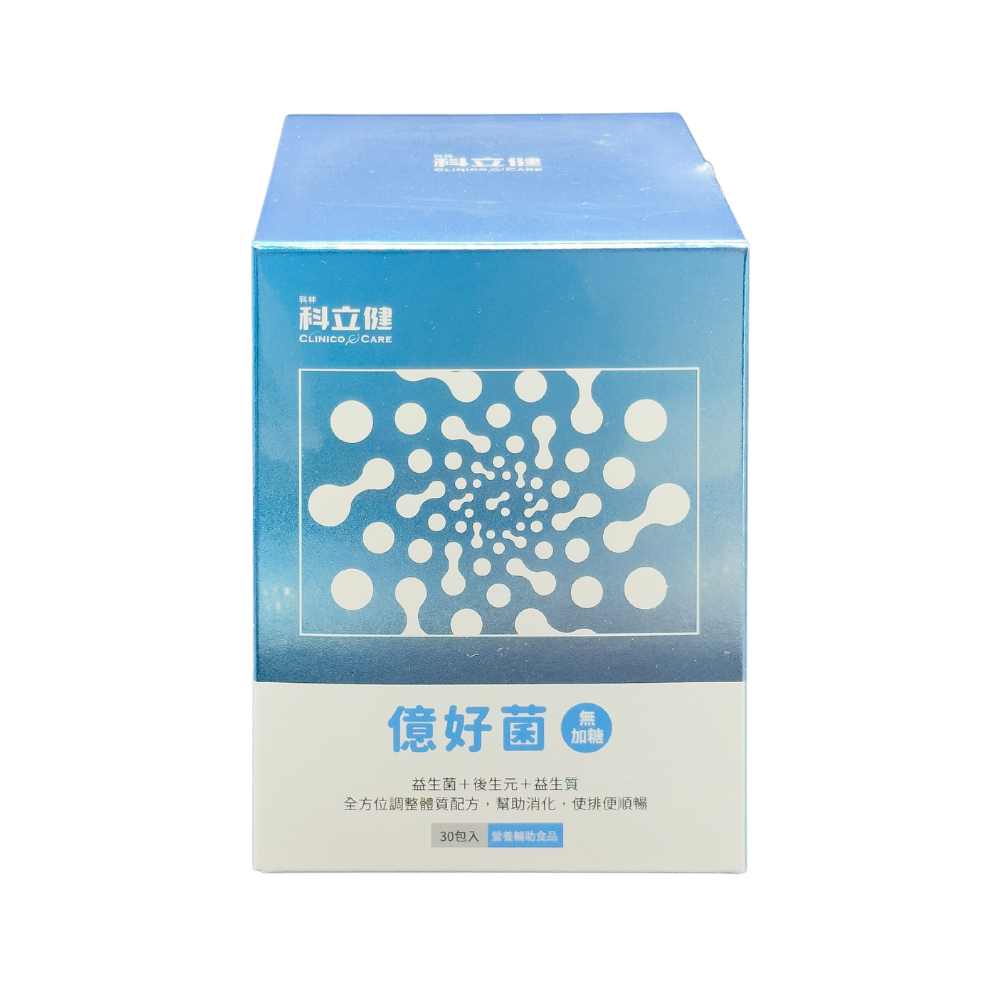 科林
科立健
CLINICO CARE
科林
科立健
CLINICO CARE
億好菌
無
加糖
益生菌＋後生元＋益生質
全方位調整體質配方，幫助消化，使排便順暢
30包入 營養輔助食品